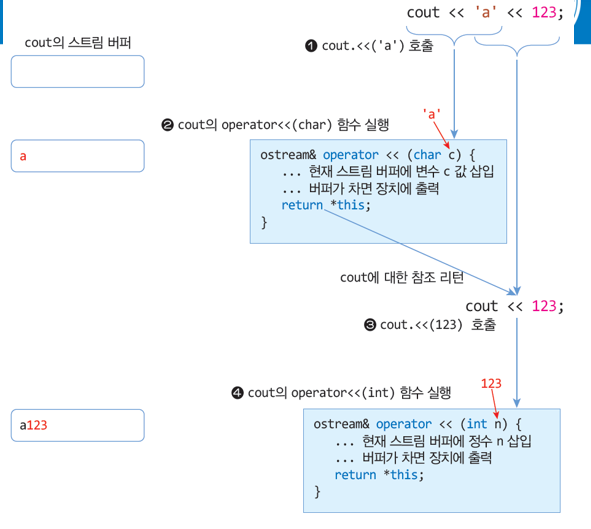 cout << 'a' << 123;
cout의 스트림 버퍼
❶ cout.<<('a') 호출
'a'
❷ cout의 operator<<(char) 함수 실행
a
ostream& operator << (char c) {
... 현재 스트림 버퍼에 변수 c 값 삽입
... 버퍼가 차면 장치에 출력
return *this;
}
cout에 대한 참조 리턴
cout << 123;
❸ cout.<<(123) 호출
123
❹ cout의 operator<<(int) 함수 실행
a123
ostream& operator << (int n) {
... 현재 스트림 버퍼에 정수 n 삽입
... 버퍼가 차면 장치에 출력
return *this;
}